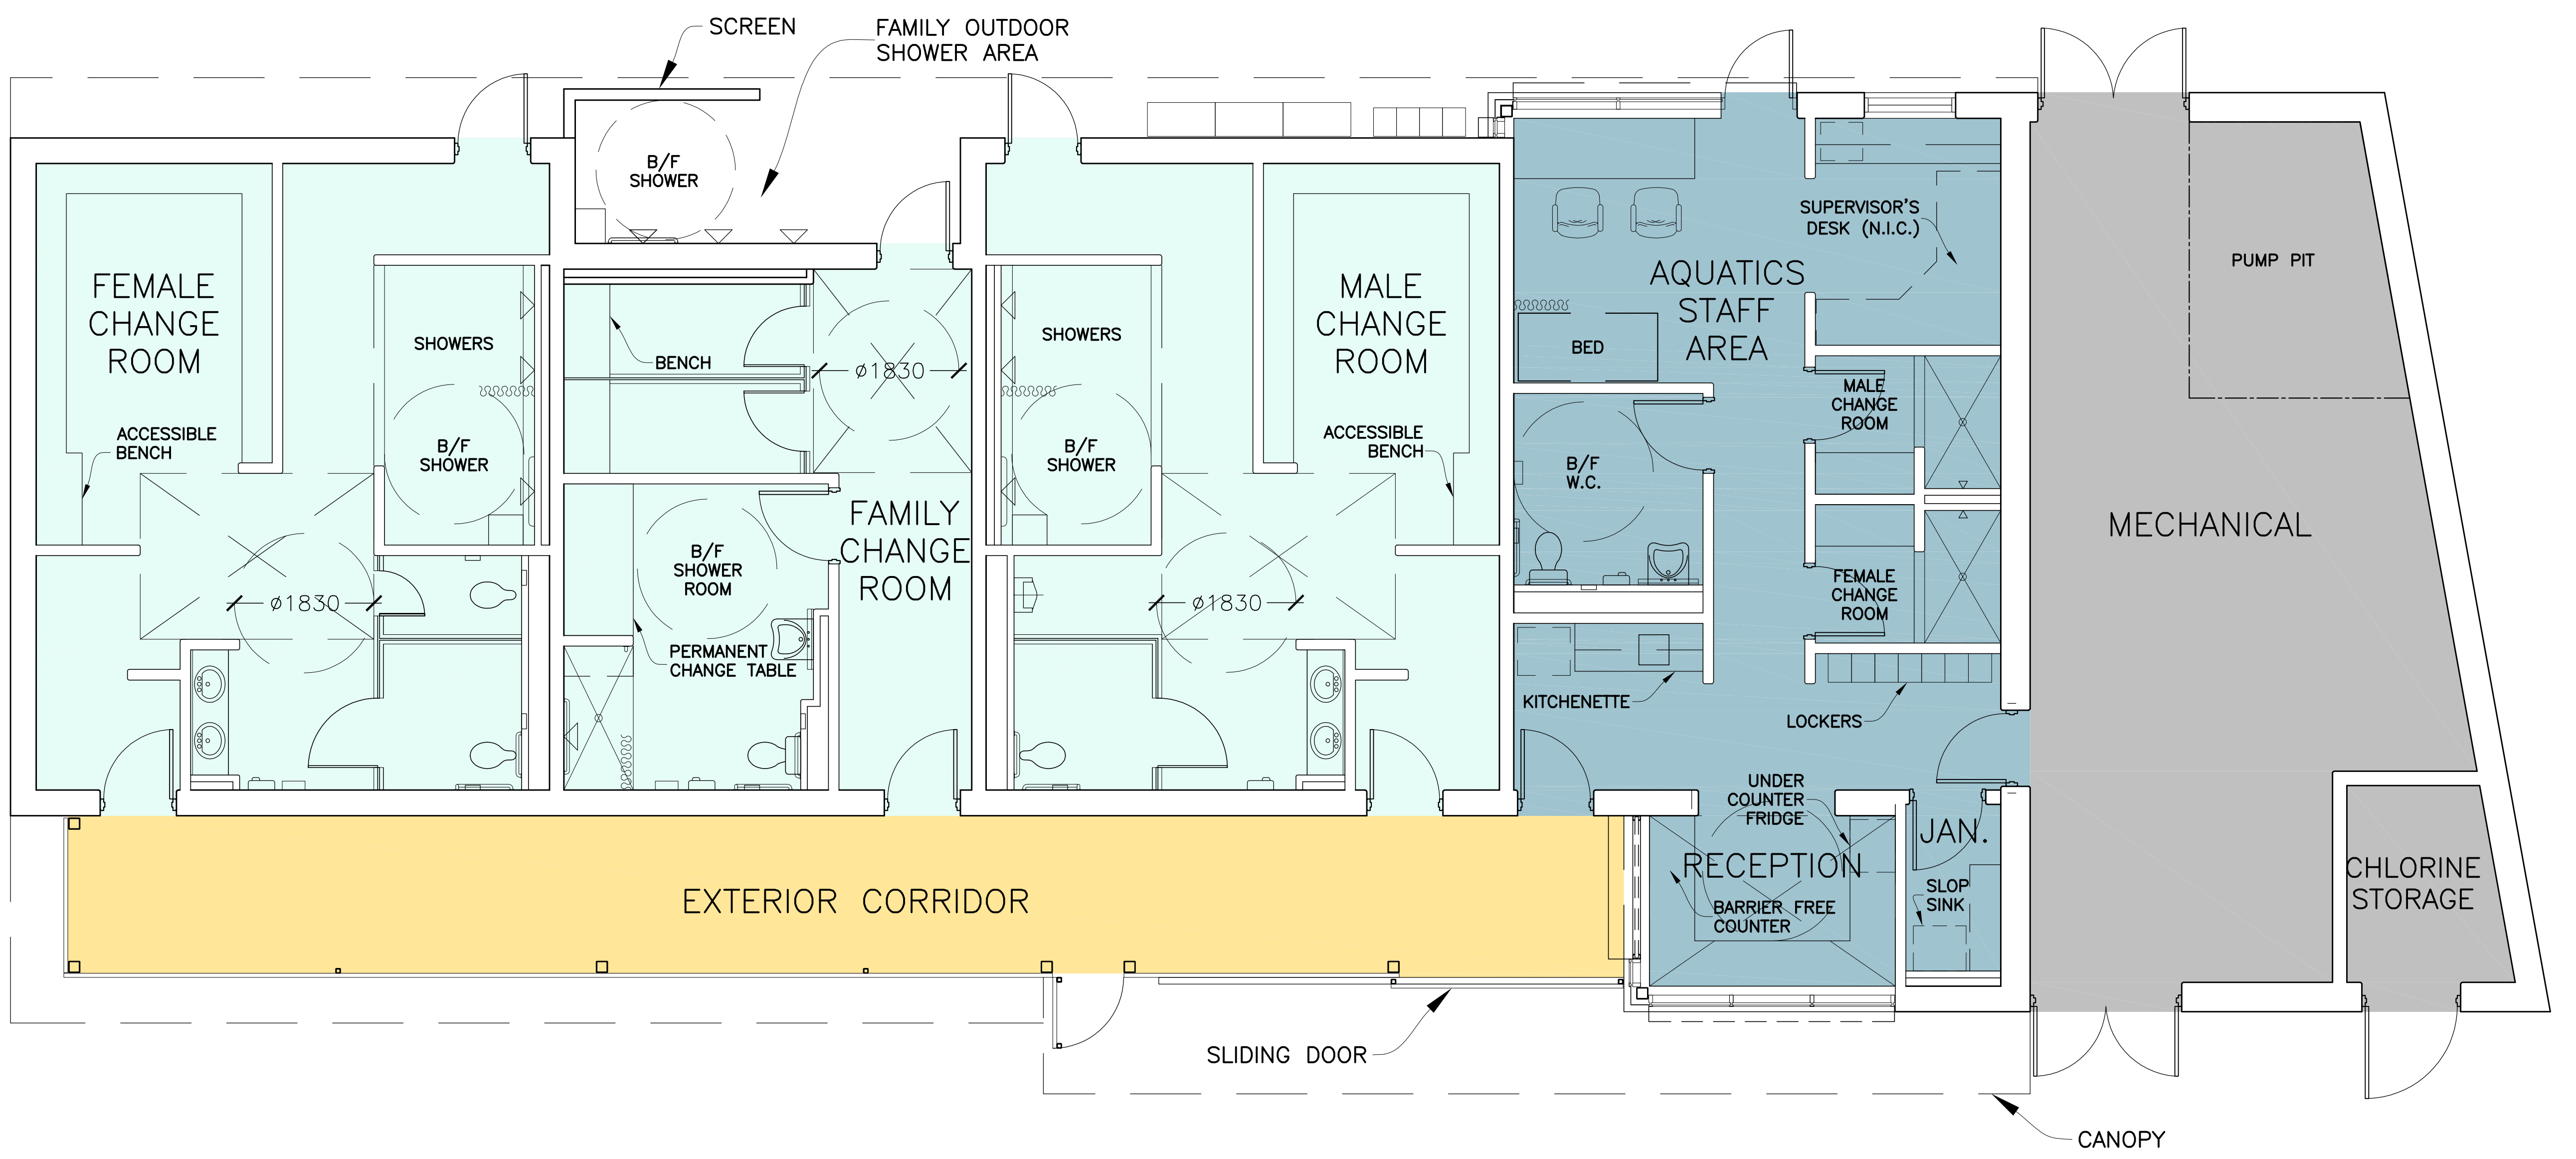 SCREEN
FAMILY OUTDOOR
SHOWER AREA
B/F
SHOWER
FEMALE
CHANGE
ROOM
ACCESSIBLE
BENCH
SHOWERS
B/F
SHOWER
ø1830
BENCH
ø1830
B/F
SHOWER
ROOM
PERMANENT
CHANGE TABLE
FAMILY
CHANGE
ROOM
SHOWERS
B/F
SHOWER
ø1830
MALE
CHANGE
ROOM
ACCESSIBLE
BENCH
AQUATICS
STAFF
AREA
SUPERVISOR'S
DESK (N.I.C.)
BED
B/F
W.C.
MALE
CHANGE
ROOM
FEMALE
CHANGE
ROOM
KITCHENETTE
LOCKERS
UNDER
COUNTER
FRIDGE
RECEPTION
BARRIER FREE
COUNTER
JAN.
SLOP
SINK
PUMP PIT
MECHANICAL
CHLORINE
STORAGE
EXTERIOR CORRIDOR
SLIDING DOOR
CANOPY